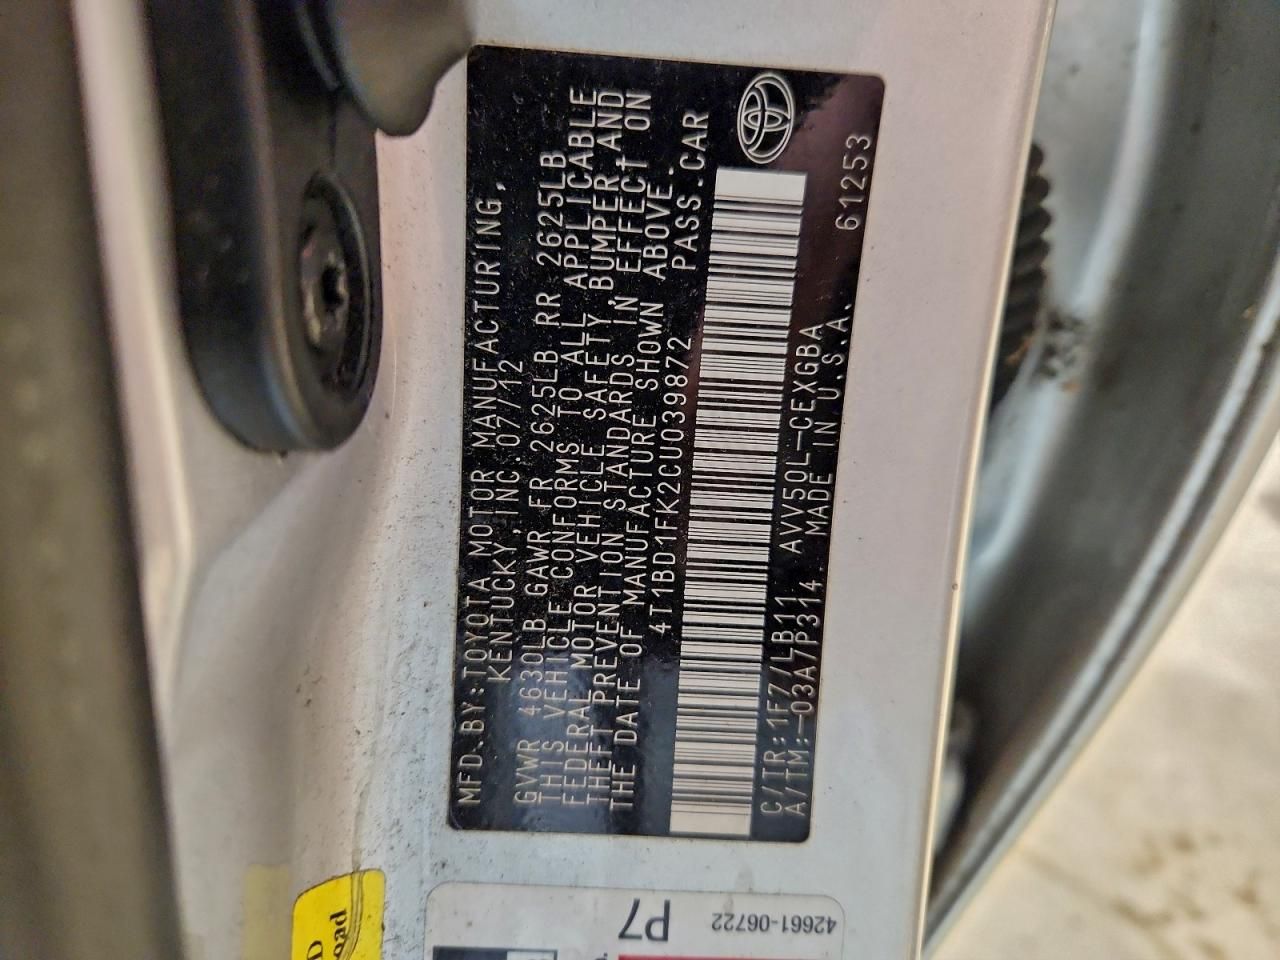 MFD.BY:TOYOTA MOTOR MANUFACTURING,
KENTUCKY,INC.07/12
GVWR 4630LB GAWR FR 2625LB RR 2625LB
THIS VEHICLE CONFORMS TO ALL APPLICABLE
FEDERAL MOTOR VEHICLE SAFETY,BUMPER AND
THEFT PREVENTION STANDARDS IN EFFECT ON
THE DATE OF MANUFACTURE SHOWN ABOVE.
4T1BD1FK2CU039872 PASS.CAR
C/TR:1F7/LB11 AVV50L-CEXGBA
A/TM:-03A/P314 MADE IN U.S.A. 61253
P7
42661-06722